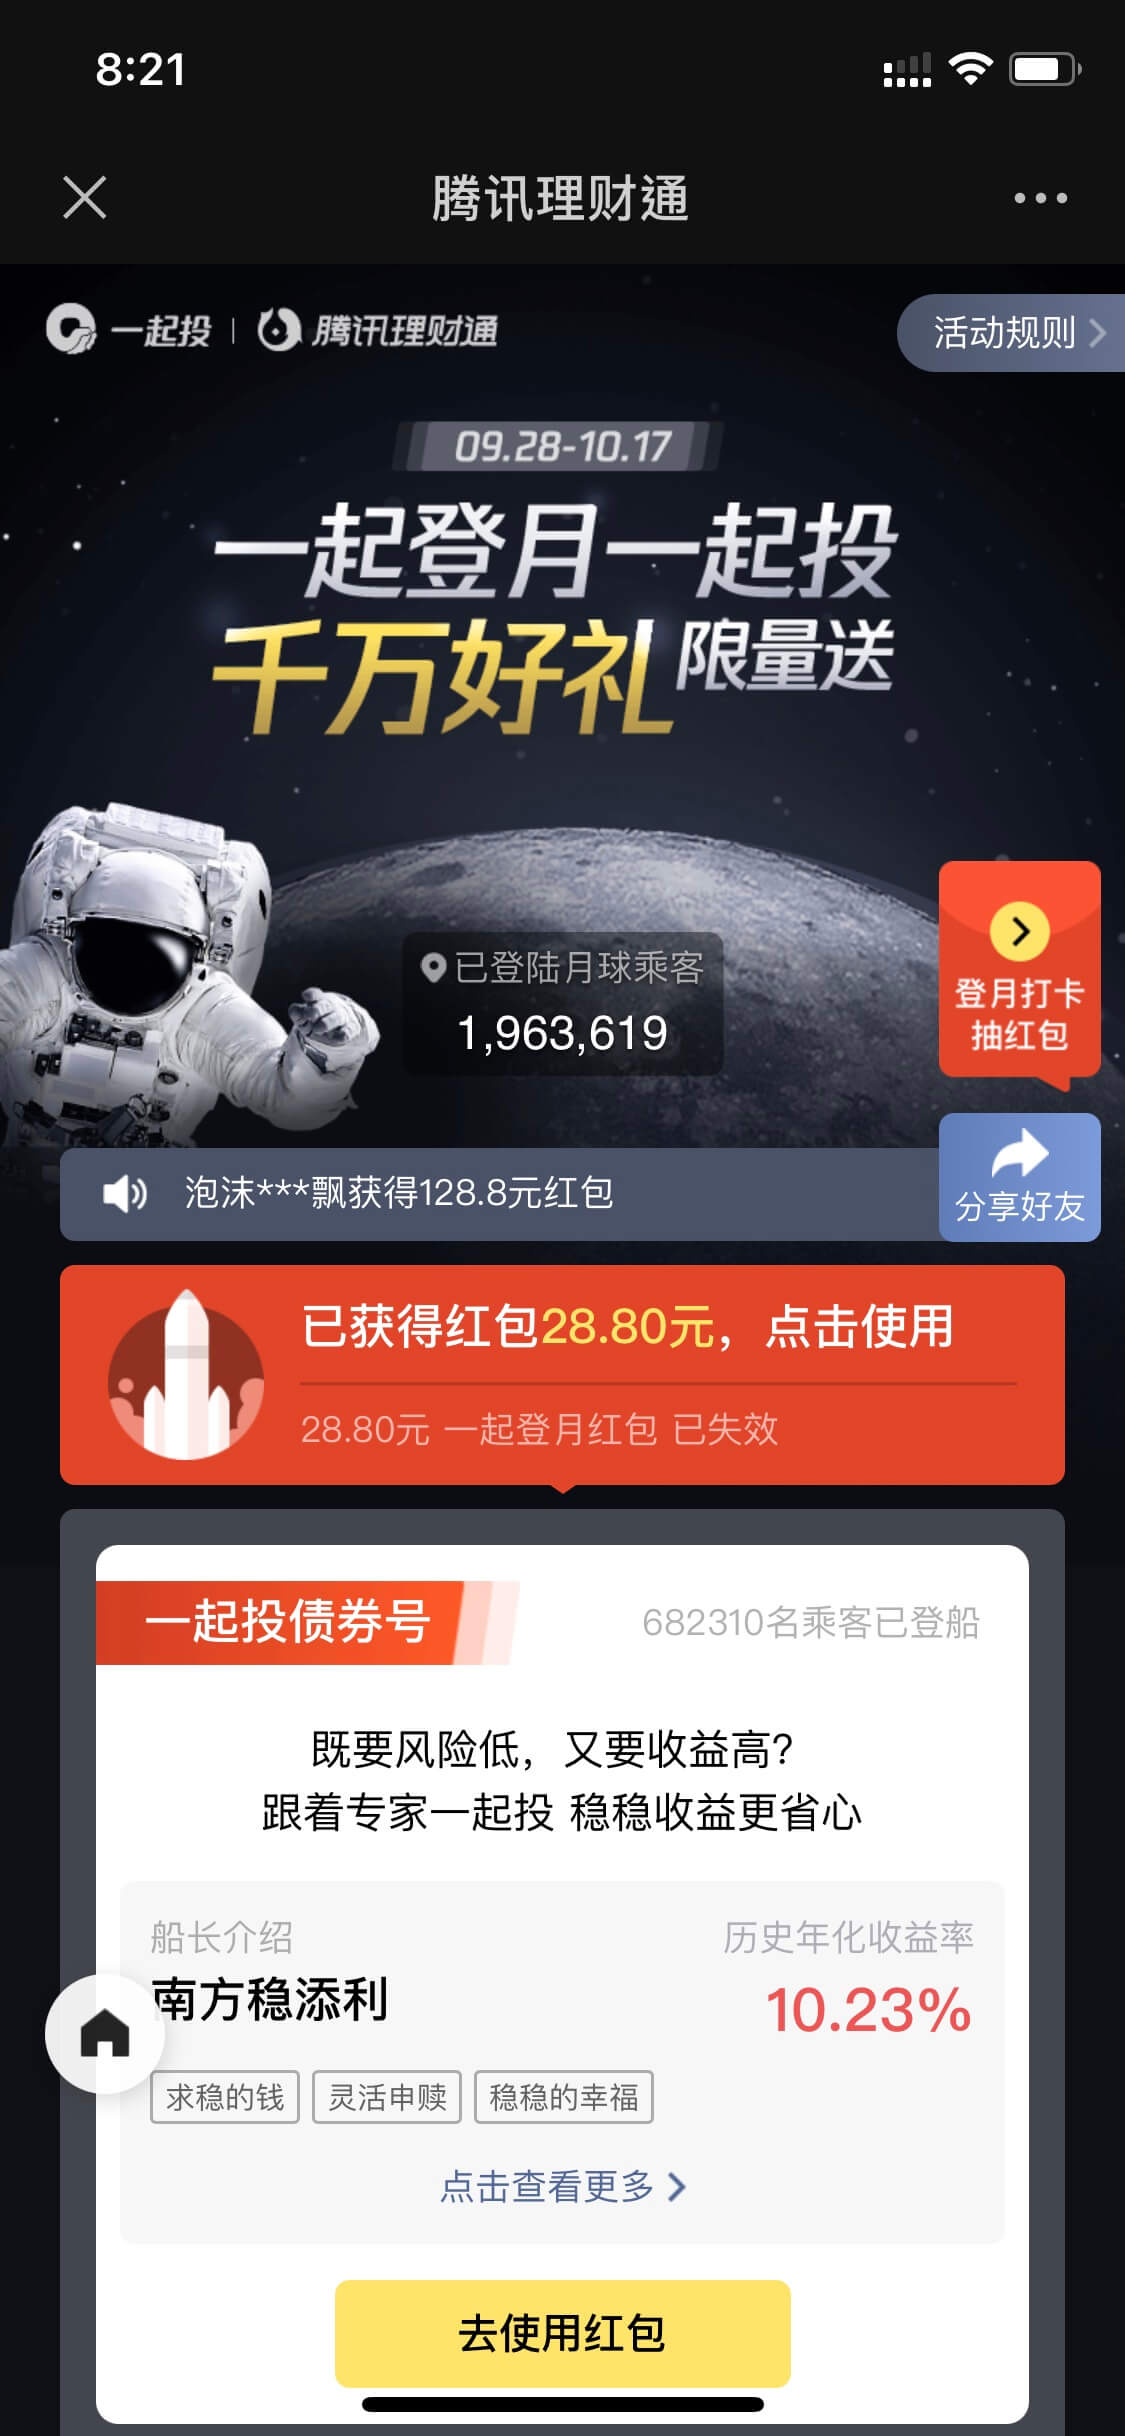 8:21
腾讯理财通
一起投 | 腾讯理财通
活动规则
09.28-10.17
一起登月一起投
千万好礼限量送
已登陆月球乘客
1,963,619
登月打卡
抽红包
分享好友
泡沫***飘获得128.8元红包
已获得红包28.80元，点击使用
28.80元 一起登月红包 已失效
一起投债券号
682310名乘客已登船
既要风险低，又要收益高?
跟着专家一起投 稳稳收益更省心
船长介绍
历史年化收益率
南方稳添利
10.23%
求稳的钱 灵活申赎 稳稳的幸福
点击查看更多
去使用红包